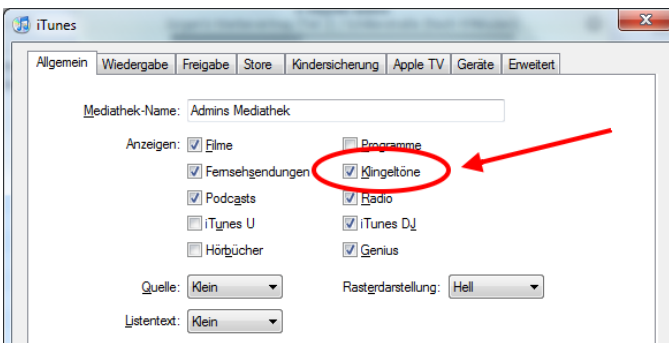 iTunes
Allgemein Wiedergabe Freigabe Store Kindersicherung Apple TV Geräte Erweitert
Mediathek-Name: Admins Mediathek
Anzeigen: Filme Programme
Fernsehsendungen Klingeltöne
Podcasts Radio
iTunes U iTunes DJ
Hörbücher Genius
Quelle: Klein Rasterdarstellung: Hell
Listentext: Klein